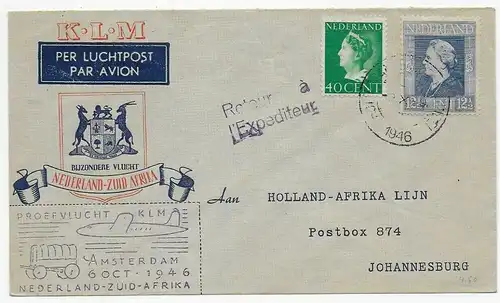 K·L·M
PER LUCHTPOST
PAR AVION
BIJZONDERE VLUCHT
NEDERLAND-ZUID AFRIKA
PROEFVLUCHT KLM
AMSTERDAM
6 OCT·1946
NEDERLAND-ZUID-AFRIKA
Retour à
l'Expediteur
NEDERLAND
40 CENT
NEDERLAND
12½ 12½
1946
Aan HOLLAND-AFRIKA LIJN
Postbox 874
JOHANNESBURG